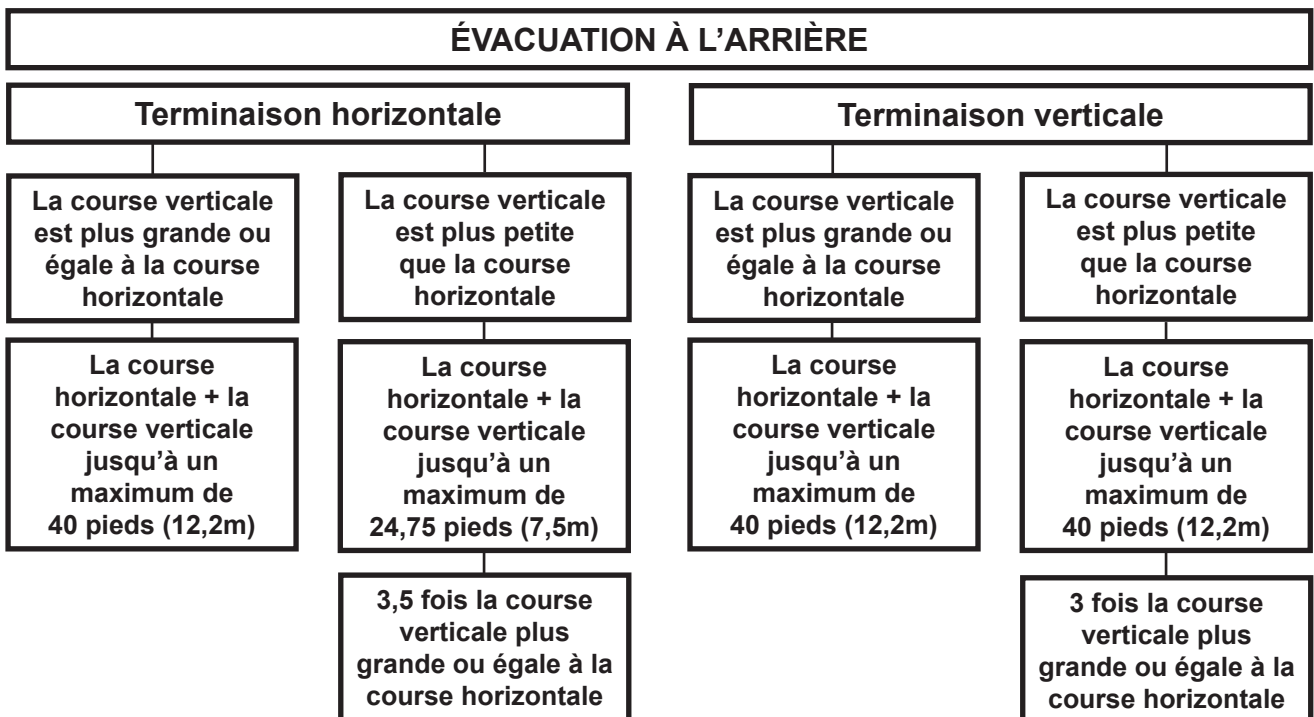 ÉVACUATION À L’ARRIÈRE
Terminaison horizontale
La course verticale
est plus grande ou
égale à la course
horizontale
La course
horizontale + la
course verticale
jusqu’à un
maximum de
40 pieds (12,2m)
La course verticale
est plus petite
que la course
horizontale
La course
horizontale + la
course verticale
jusqu’à un
maximum de
24,75 pieds (7,5m)
3,5 fois la course
verticale plus
grande ou égale à la
course horizontale
Terminaison verticale
La course verticale
est plus grande ou
égale à la course
horizontale
La course
horizontale + la
course verticale
jusqu’à un
maximum de
40 pieds (12,2m)
La course verticale
est plus petite
que la course
horizontale
La course
horizontale + la
course verticale
jusqu’à un
maximum de
40 pieds (12,2m)
3 fois la course
verticale plus
grande ou égale à la
course horizontale